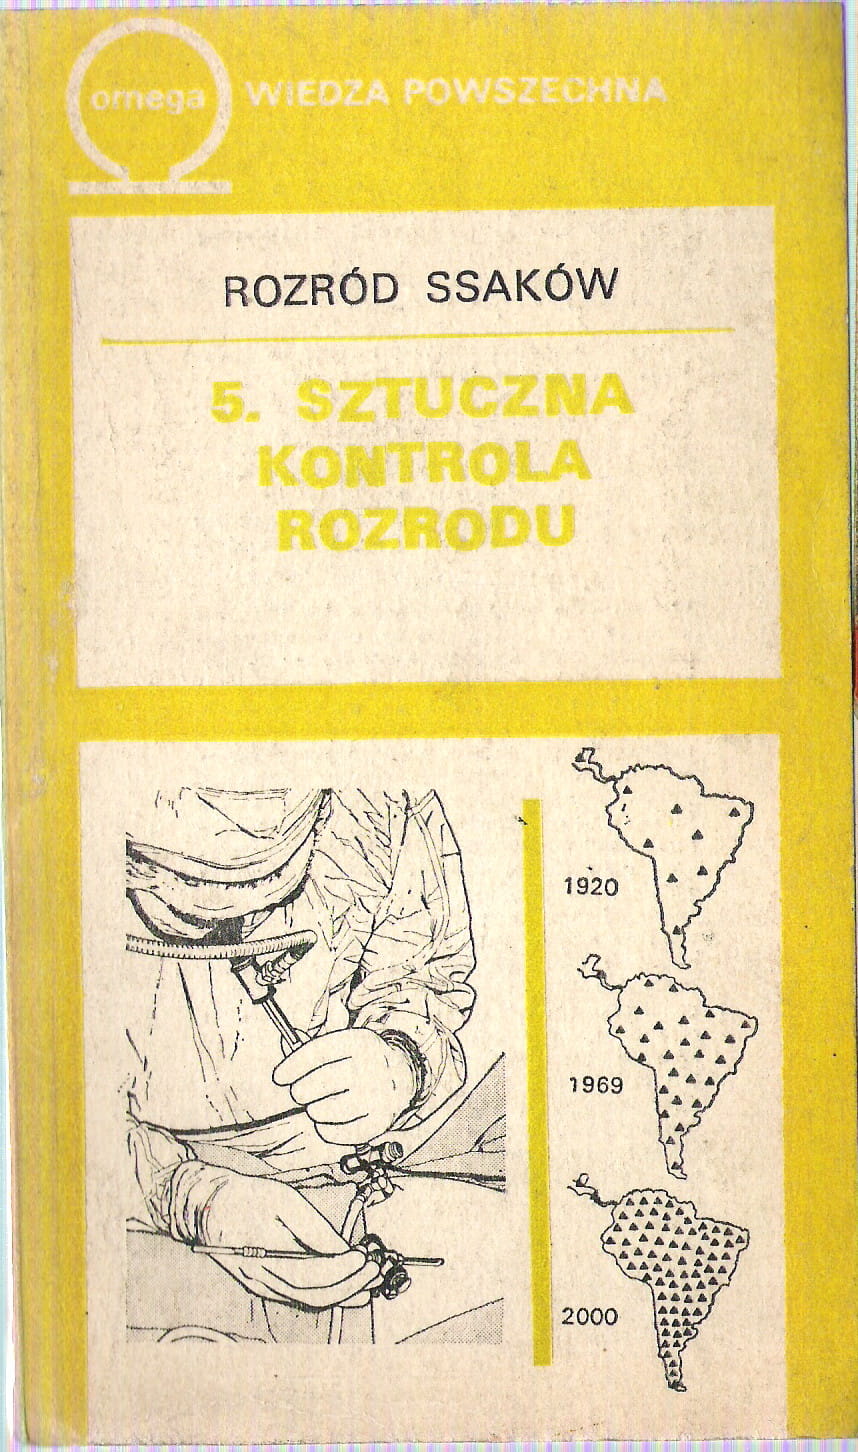 omega WIEDZA POWSZECHNA
ROZRÓD SSAKÓW
5. SZTUCZNA
KONTROLA
ROZRODU
1920
1969
2000